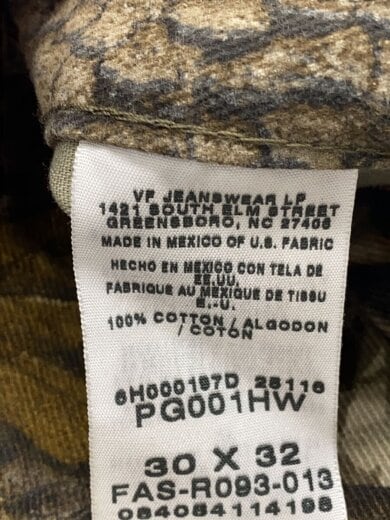 VF JEANSWEAR LP
1421 SOUTH ELM STREET
GREENSBORO, NC 27406
MADE IN MEXICO OF U.S. FABRIC
HECHO EN MEXICO CON TELA DE
EE.UU.
FABRIQUE AU MEXIQUE DE TISSU
E.-U.
100% COTTON / ALGODON
/ COTON
6H000197D 25116
PG001HW
30 X 32
FAS-R093-013
084064114198